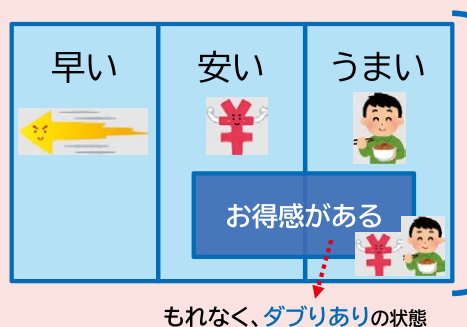 早い
安い
うまい
お得感がある
もれなく、ダブりありの状態